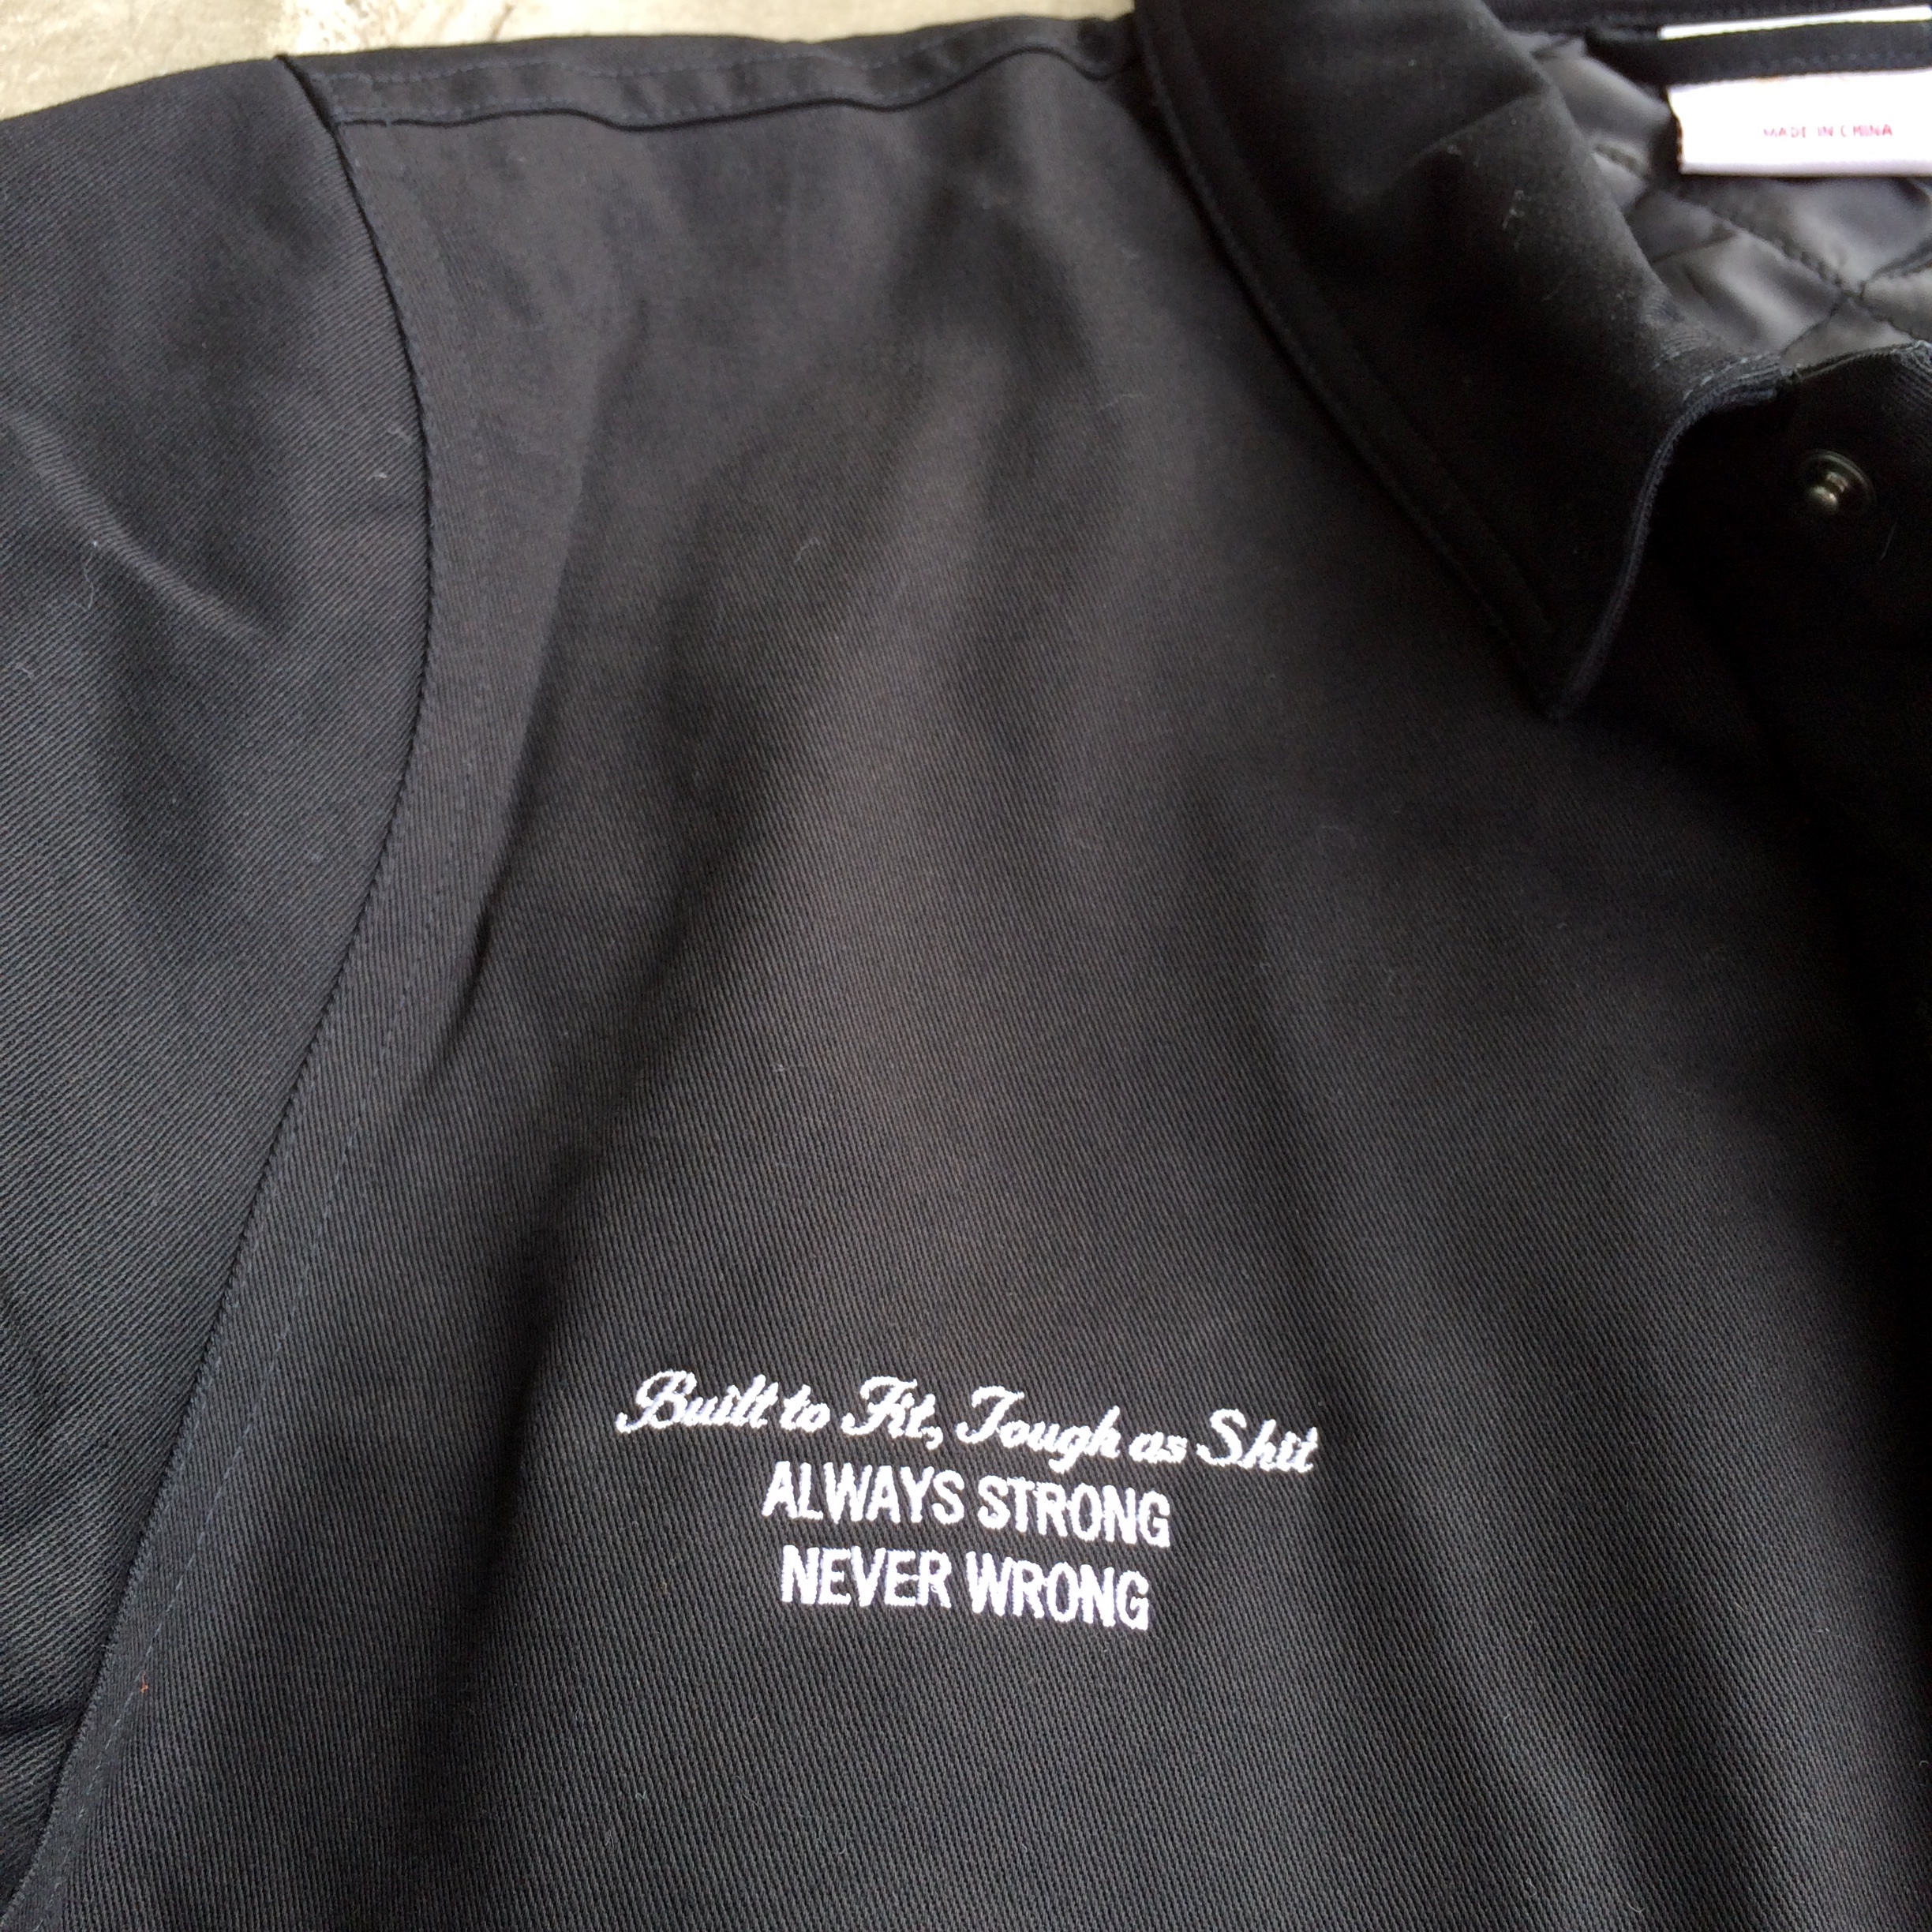 MADE IN CHINA
Built to Fit, Tough as Shit
ALWAYS STRONG
NEVER WRONG